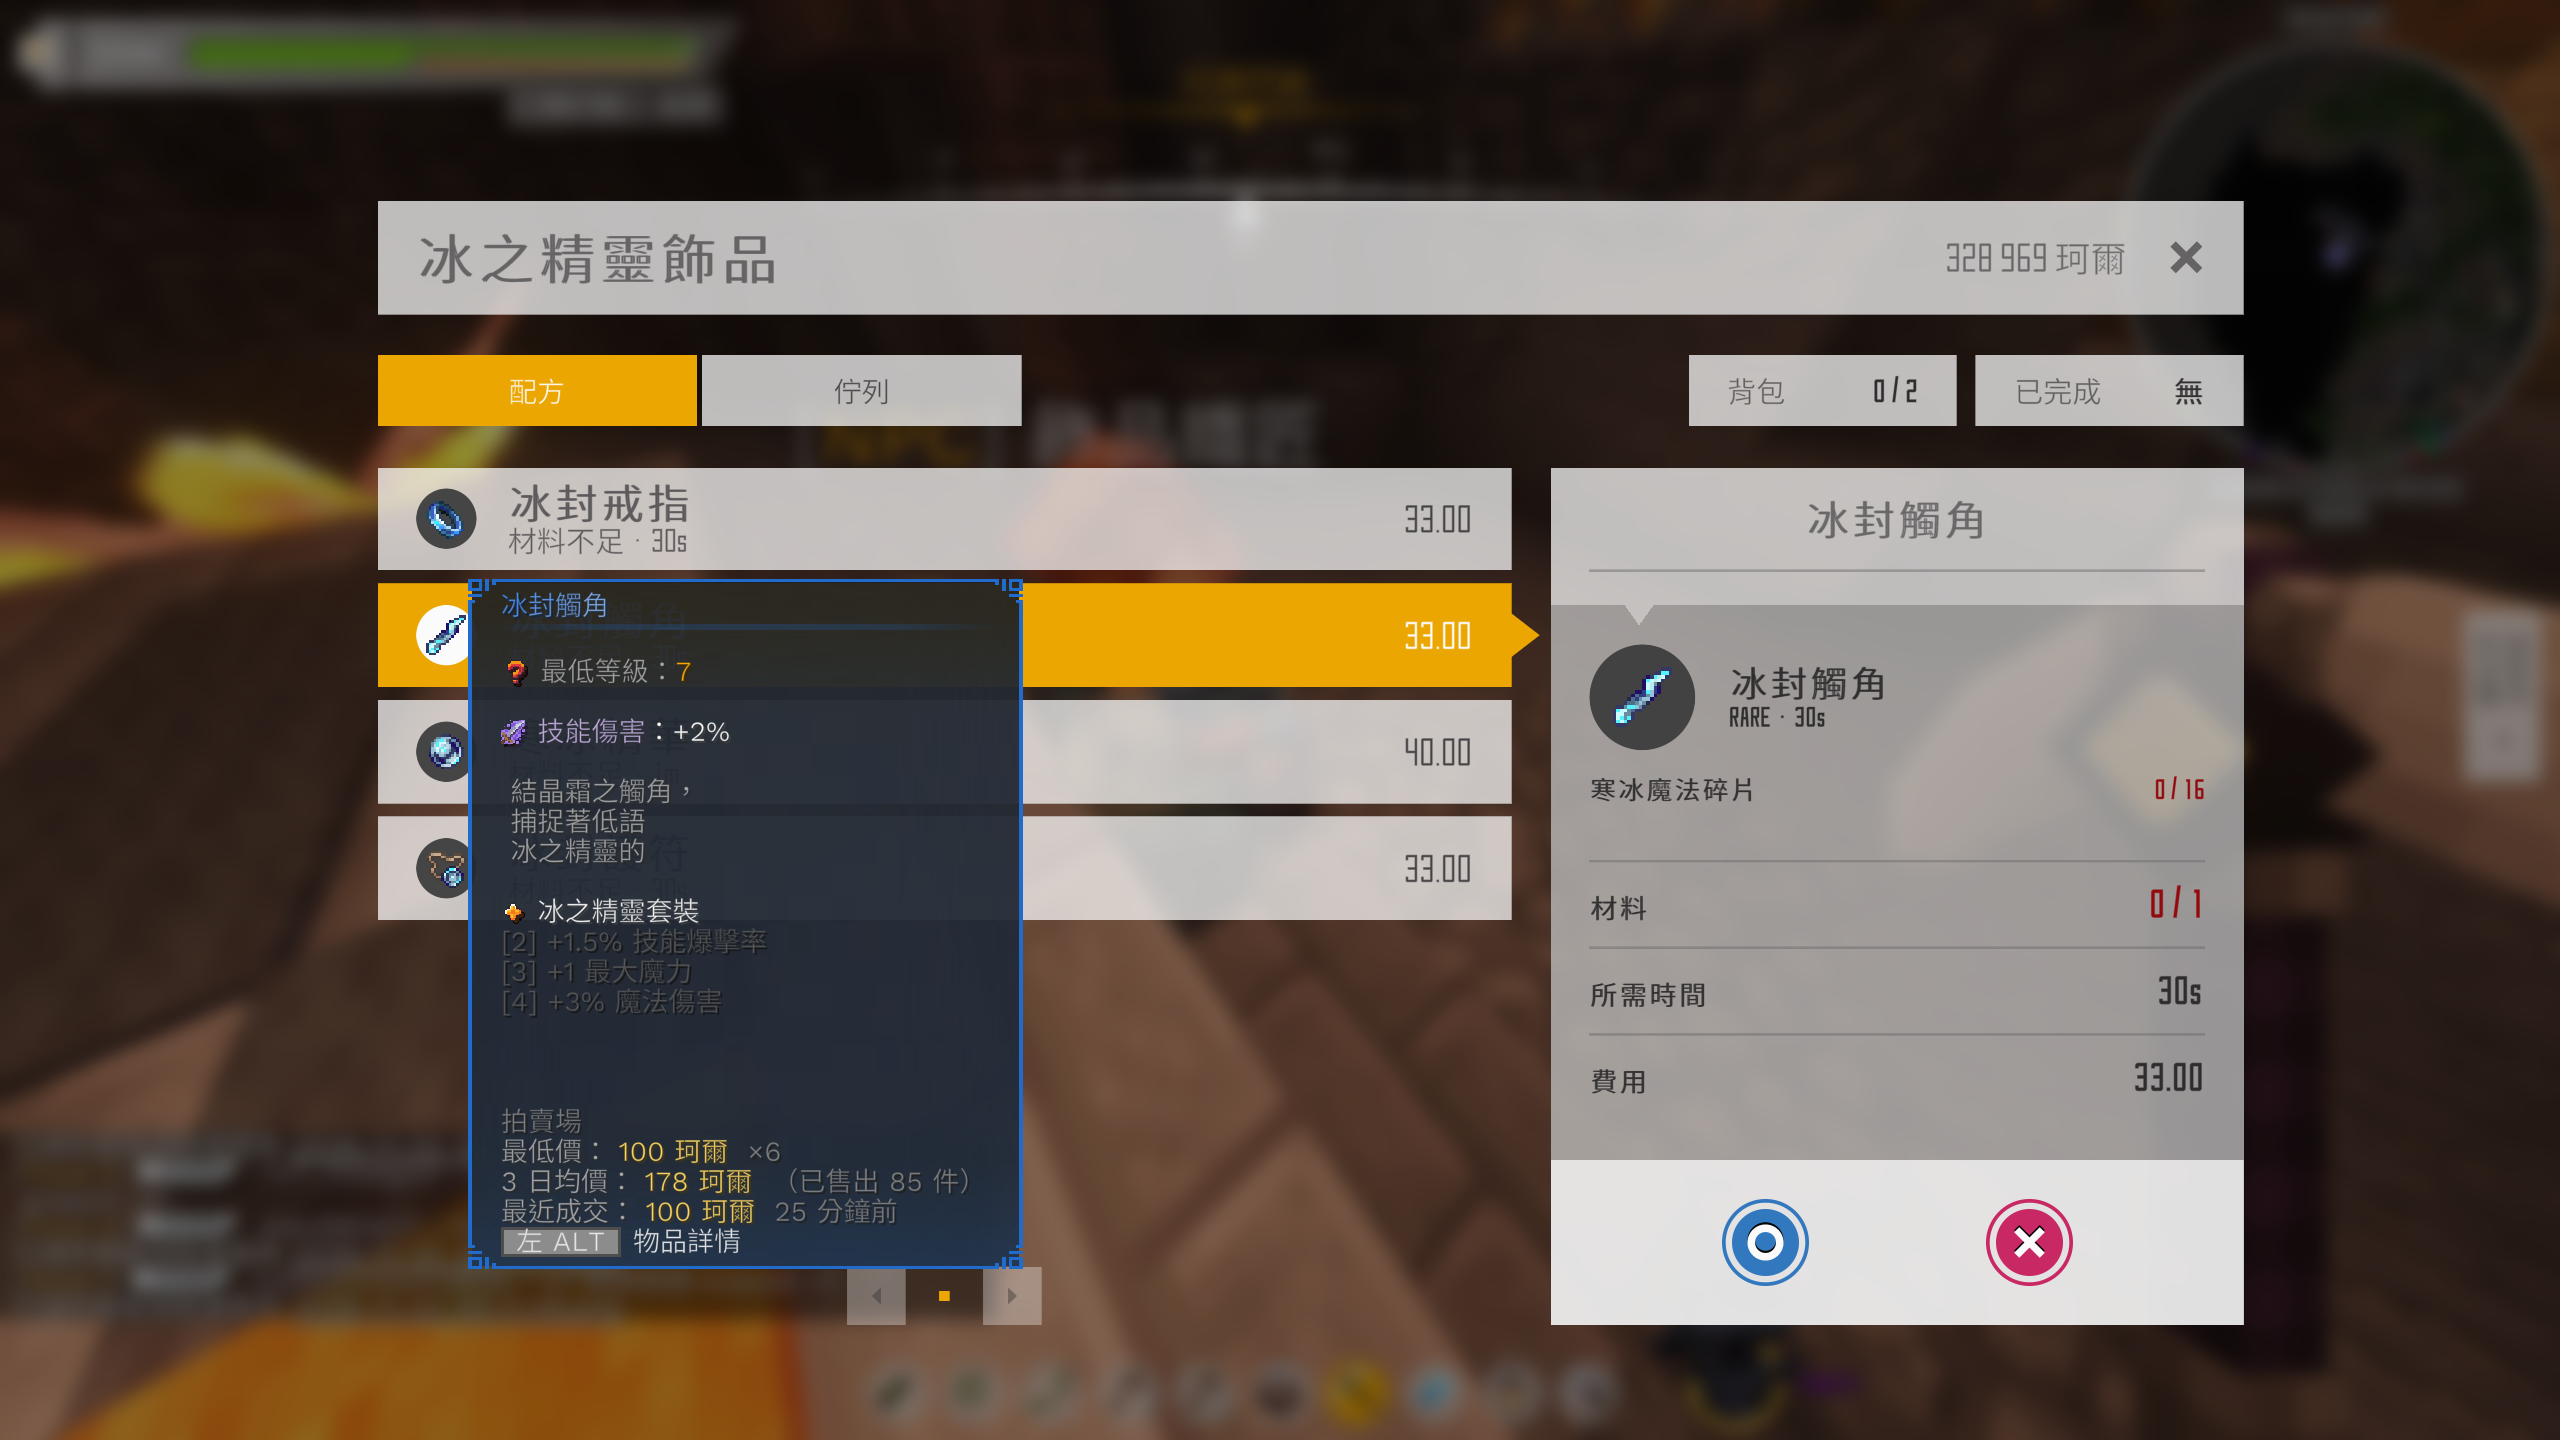 冰之精靈飾品
328 969 珂爾
配方
佇列
背包 0/2
已完成 無
冰封戒指
材料不足 · 30s
33.00
33.00
40.00
33.00
冰封觸角
最低等級：7
技能傷害：+2%
結晶霜之觸角，
捕捉著低語
冰之精靈的
冰之精靈套裝
[2] +1.5% 技能爆擊率
[3] +1 最大魔力
[4] +3% 魔法傷害
拍賣場
最低價： 100 珂爾 ×6
3 日均價： 178 珂爾 （已售出 85 件）
最近成交： 100 珂爾 25 分鐘前
左 ALT 物品詳情
冰封觸角
冰封觸角
RARE · 30s
寒冰魔法碎片 0/16
材料 0/1
所需時間 30s
費用 33.00